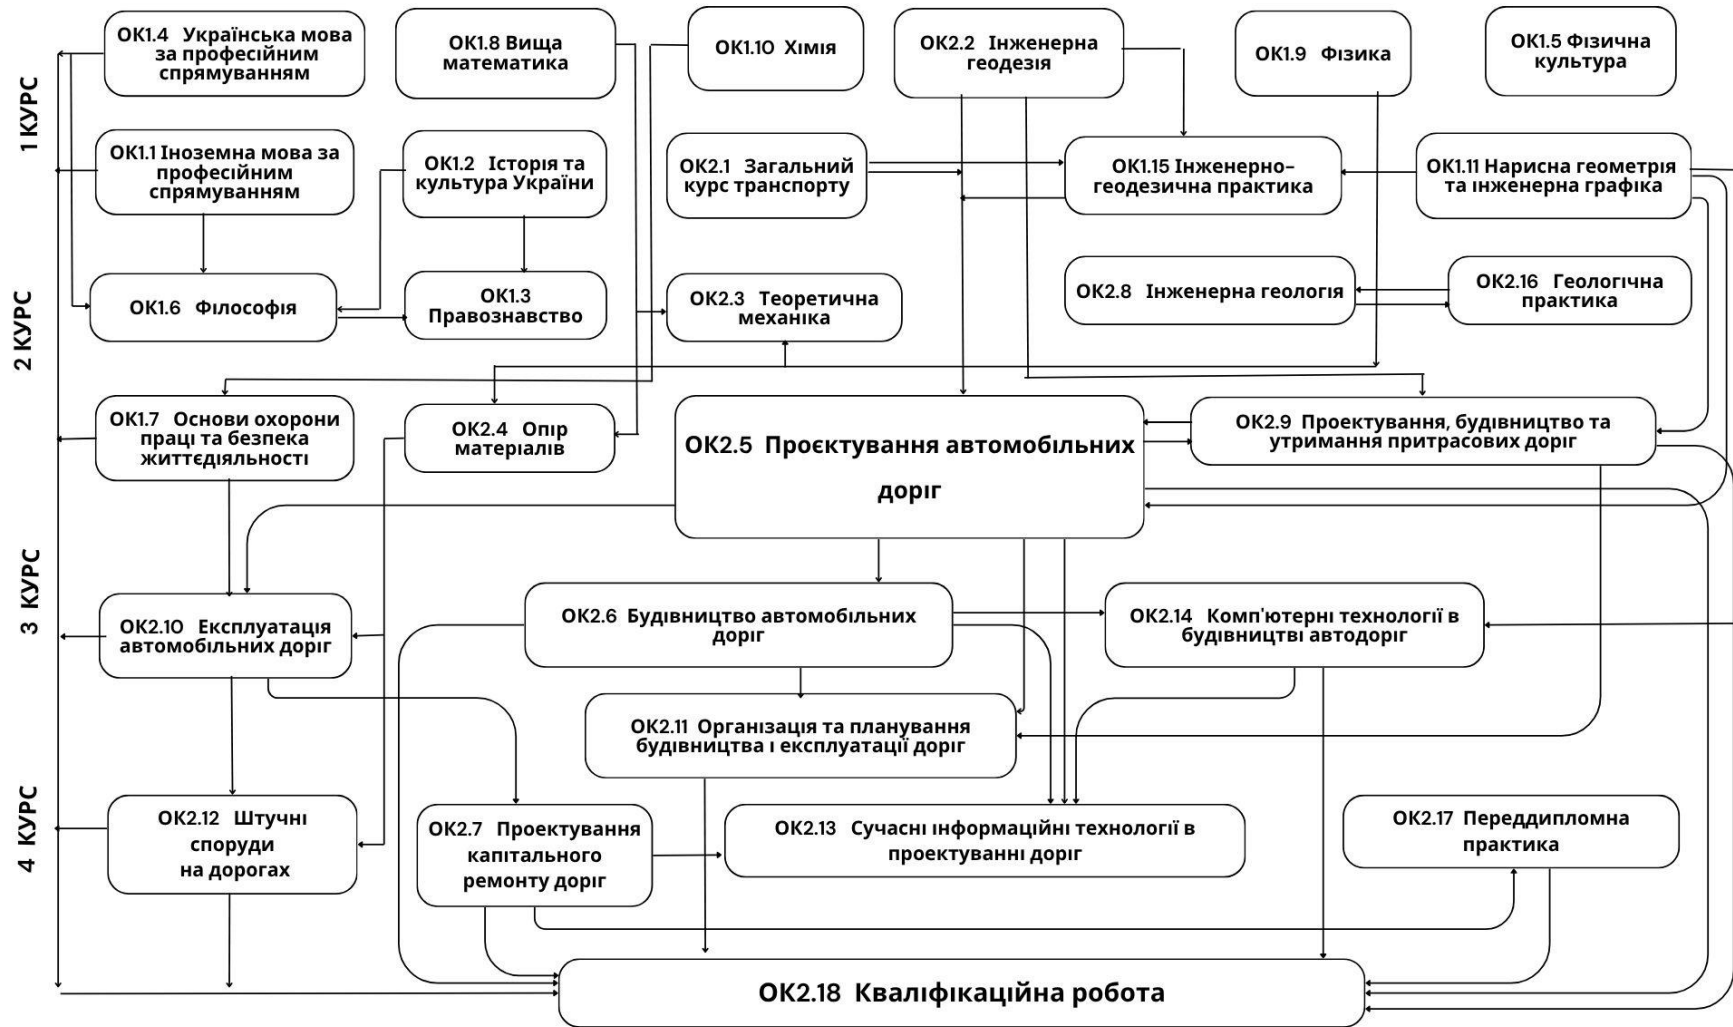 1 КУРС
ОК1.4 Українська мова
за професійним
спрямуванням
ОК1.8 Вища
математика
ОК1.10 Хімія
ОК2.2 Інженерна
геодезія
ОК1.9 Фізика
ОК1.5 Фізична
культура
ОК1.1 Іноземна мова за
професійним
спрямуванням
ОК1.2 Історія та
культура України
ОК2.1 Загальний
курс транспорту
ОК1.15 Інженерно-
геодезична практика
ОК1.11 Нарисна геометрія
та інженерна графіка
2 КУРС
ОК1.6 Філософія
ОК1.3
Правознавство
ОК2.3 Теоретична
механіка
ОК2.8 Інженерна геологія
ОК2.16 Геологічна
практика
ОК1.7 Основи охорони
праці та безпека
життєдіяльності
ОК2.4 Опір
матеріалів
ОК2.5 Проєктування автомобільних
доріг
ОК2.9 Проектування, будівництво та
утримання притрасових доріг
3 КУРС
ОК2.10 Експлуатація
автомобільних доріг
ОК2.6 Будівництво автомобільних
доріг
ОК2.14 Комп'ютерні технології в
будівництві автодоріг
ОК2.11 Організація та планування
будівництва і експлуатації доріг
4 КУРС
ОК2.12 Штучні
споруди
на дорогах
ОК2.7 Проектування
капітального
ремонту доріг
ОК2.13 Сучасні інформаційні технології в
проектуванні доріг
ОК2.17 Переддипломна
практика
ОК2.18 Кваліфікаційна робота